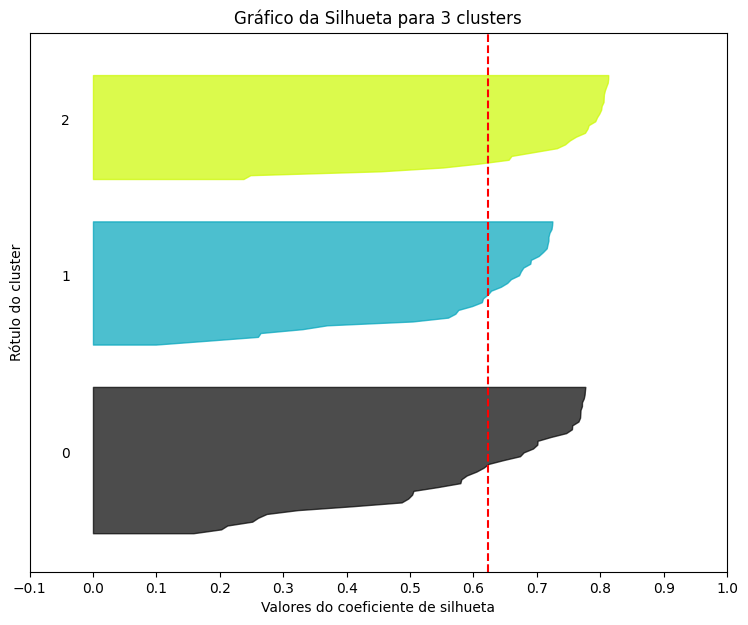 Gráfico da Silhueta para 3 clusters
2
1
0
Rótulo do cluster
−0.1 0.0 0.1 0.2 0.3 0.4 0.5 0.6 0.7 0.8 0.9 1.0
Valores do coeficiente de silhueta